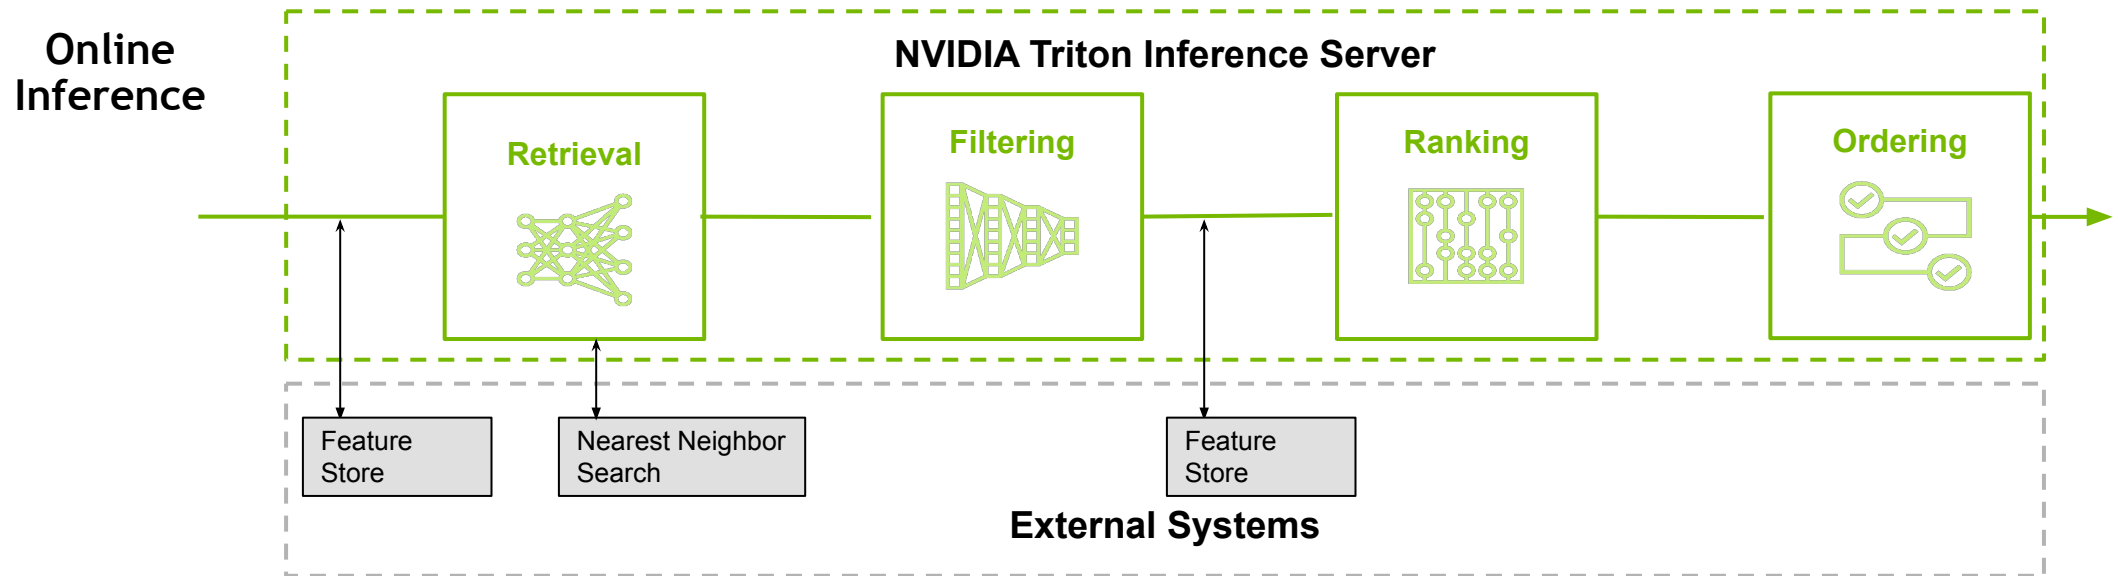 Online
Inference
NVIDIA Triton Inference Server
Retrieval
Filtering
Ranking
Ordering
Feature
Store
Nearest Neighbor
Search
Feature
Store
External Systems